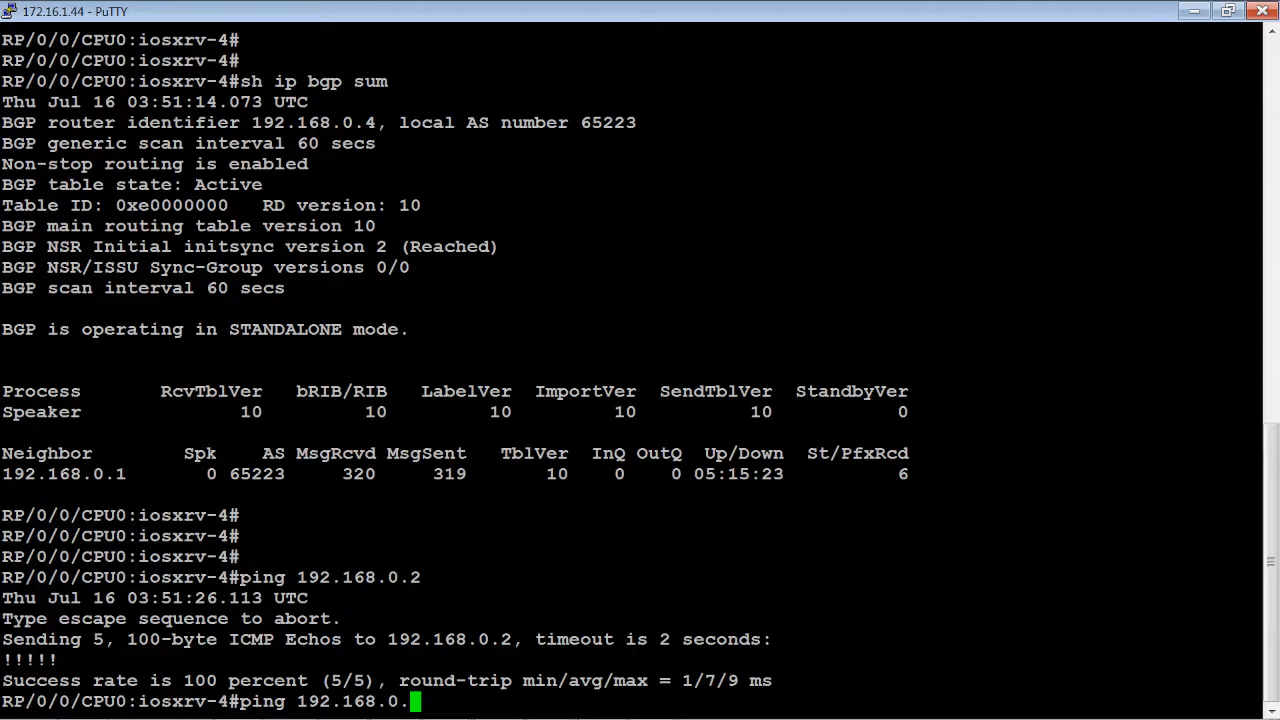 172.16.1.44 - PuTTY
RP/0/0/CPU0:iosxrv-4#
RP/0/0/CPU0:iosxrv-4#
RP/0/0/CPU0:iosxrv-4#sh ip bgp sum
Thu Jul 16 03:51:14.073 UTC
BGP router identifier 192.168.0.4, local AS number 65223
BGP generic scan interval 60 secs
Non-stop routing is enabled
BGP table state: Active
Table ID: 0xe0000000   RD version: 10
BGP main routing table version 10
BGP NSR Initial initsync version 2 (Reached)
BGP NSR/ISSU Sync-Group versions 0/0
BGP scan interval 60 secs
BGP is operating in STANDALONE mode.
Process       RcvTblVer   bRIB/RIB   LabelVer  ImportVer  SendTblVer  StandbyVer
Speaker              10         10         10         10          10           0
Neighbor        Spk    AS MsgRcvd MsgSent   TblVer  InQ OutQ  Up/Down  St/PfxRcd
192.168.0.1       0 65223     320     319       10    0    0 05:15:23          6
RP/0/0/CPU0:iosxrv-4#
RP/0/0/CPU0:iosxrv-4#
RP/0/0/CPU0:iosxrv-4#
RP/0/0/CPU0:iosxrv-4#ping 192.168.0.2
Thu Jul 16 03:51:26.113 UTC
Type escape sequence to abort.
Sending 5, 100-byte ICMP Echos to 192.168.0.2, timeout is 2 seconds:
!!!!!
Success rate is 100 percent (5/5), round-trip min/avg/max = 1/7/9 ms
RP/0/0/CPU0:iosxrv-4#ping 192.168.0.